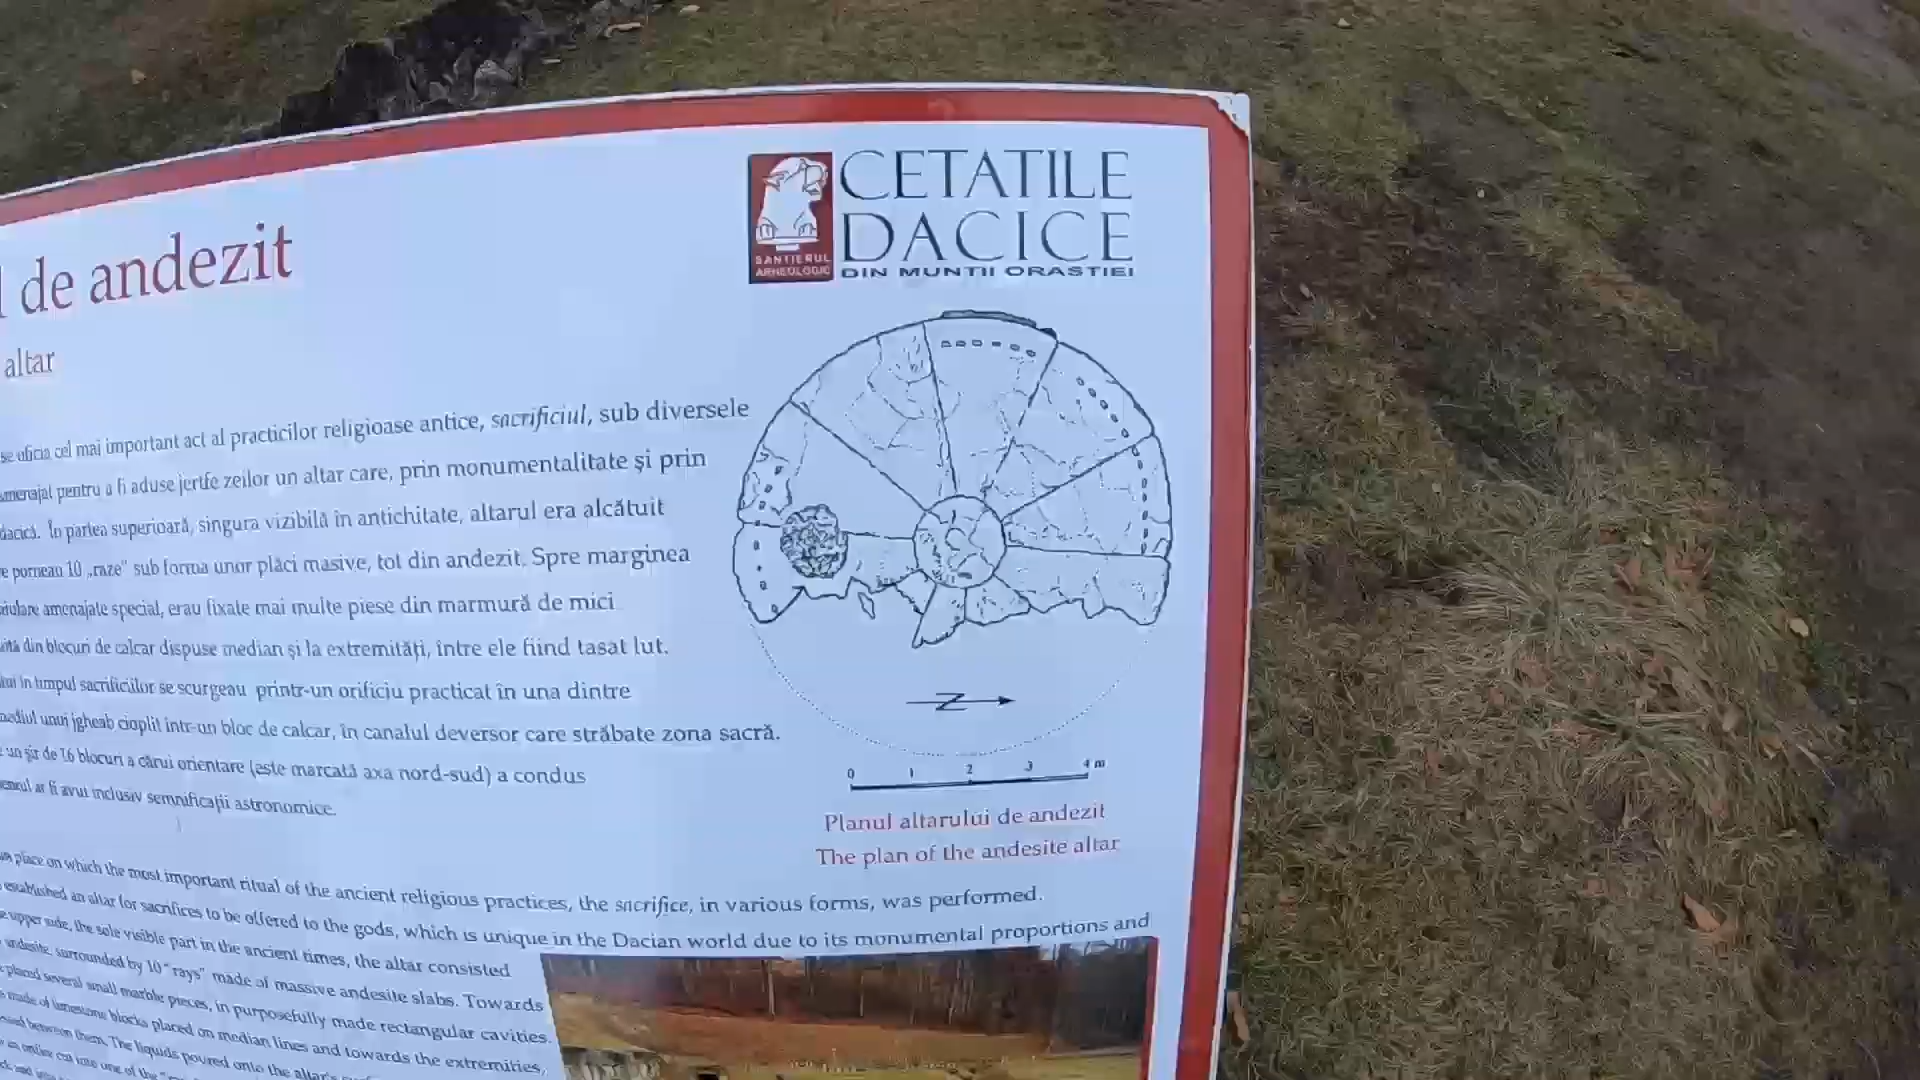 CETATILE
DACICE
DIN MUNTII ORASTIEI
SANTIERUL
ARHEOLOGIC
de andezit
altar
se oficia cel mai important act al practicilor religioase antice, sacrificiul, sub diversele
amenajat pentru a fi aduse jertfe zeilor un altar care, prin monumentalitate și prin
dacică. În partea superioară, singura vizibilă în antichitate, altarul era alcătuit
porneau 10 „raze" sub forma unor plăci masive, tot din andezit. Spre marginea
amenajate special, erau fixate mai multe piese din marmură de mici
din blocuri de calcar dispuse median și la extremități, între ele fiind tasat lut.
în timpul sacrificiilor se scurgeau printr-un orificiu practicat în una dintre
unui jgheab cioplit într-un bloc de calcar, în canalul deversor care străbate zona sacră.
un șir de 16 blocuri a cărui orientare (este marcată axa nord-sud) a condus
ar fi avut inclusiv semnificații astronomice.
Z
0 1 2 3 4 m
Planul altarului de andezit
The plan of the andesite altar
place on which the most important ritual of the ancient religious practices, the sacrifice, in various forms, was performed.
established an altar for sacrifices to be offered to the gods, which is unique in the Dacian world due to its monumental proportions and
upper side, the sole visible part in the ancient times, the altar consisted
andesite, surrounded by 10 "rays" made of massive andesite slabs. Towards
placed several small marble pieces, in purposefully made rectangular cavities.
made of limestone blocks placed on median lines and towards the extremities,
between them. The liquids poured onto the altar's
cut into one of the